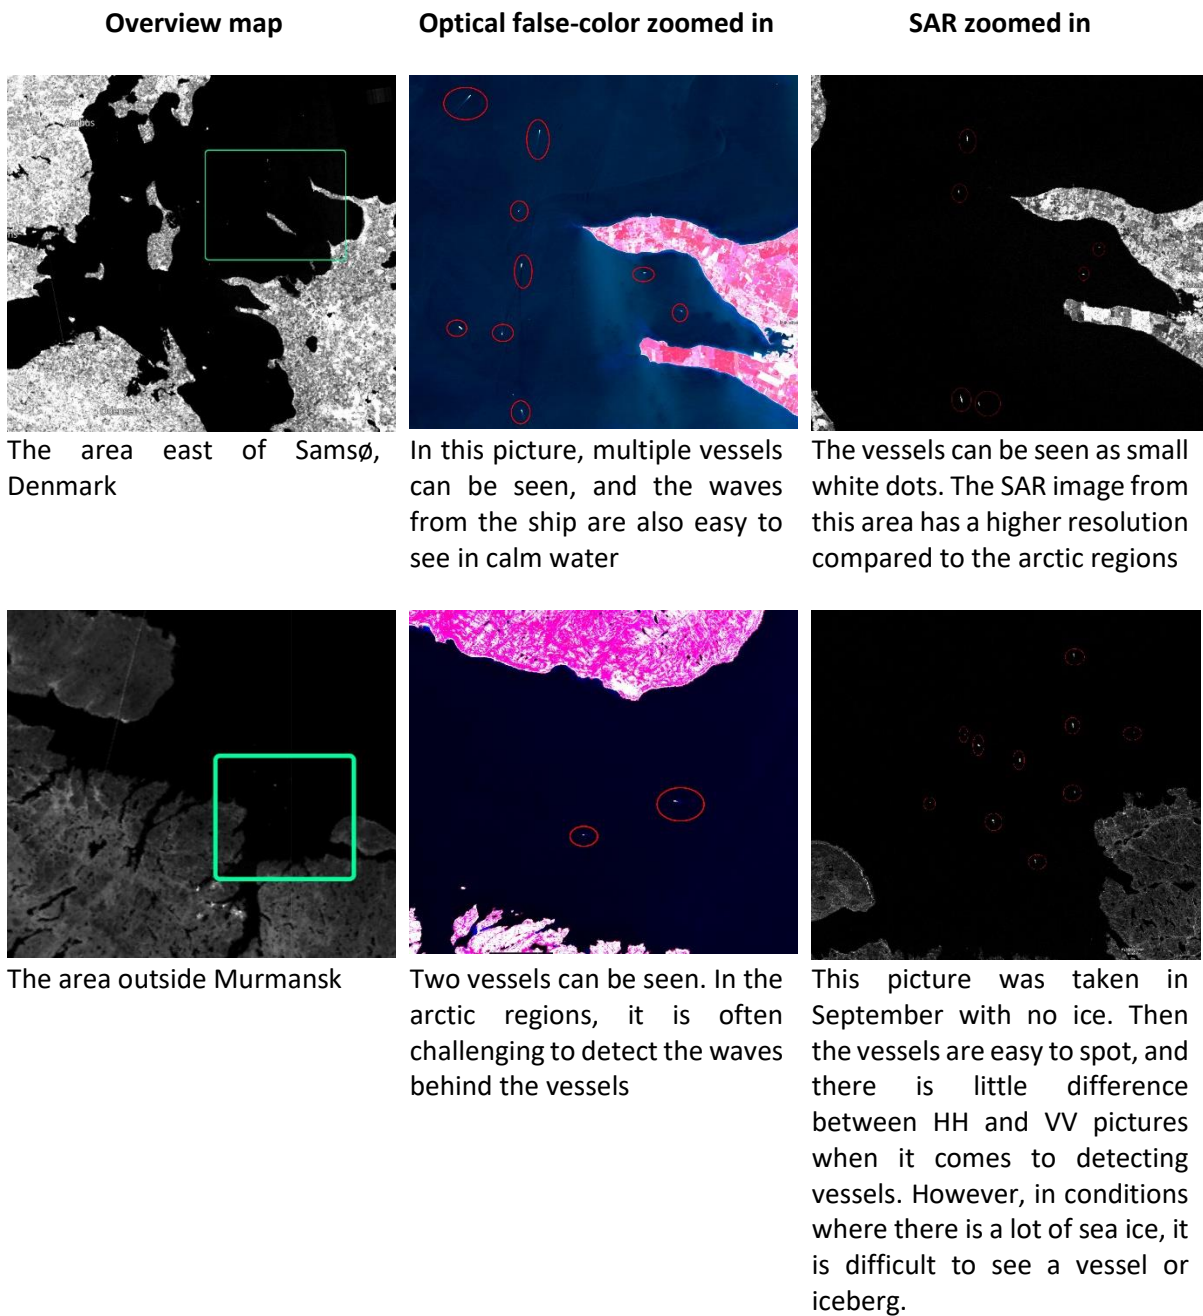 Overview map
Optical false-color zoomed in
SAR zoomed in
Aarhus
Odense
The area east of Samsø,
Denmark
In this picture, multiple vessels
can be seen, and the waves
from the ship are also easy to
see in calm water
The vessels can be seen as small
white dots. The SAR image from
this area has a higher resolution
compared to the arctic regions
The area outside Murmansk
Two vessels can be seen. In the
arctic regions, it is often
challenging to detect the waves
behind the vessels
This picture was taken in
September with no ice. Then
the vessels are easy to spot, and
there is little difference
between HH and VV pictures
when it comes to detecting
vessels. However, in conditions
where there is a lot of sea ice, it
is difficult to see a vessel or
iceberg.